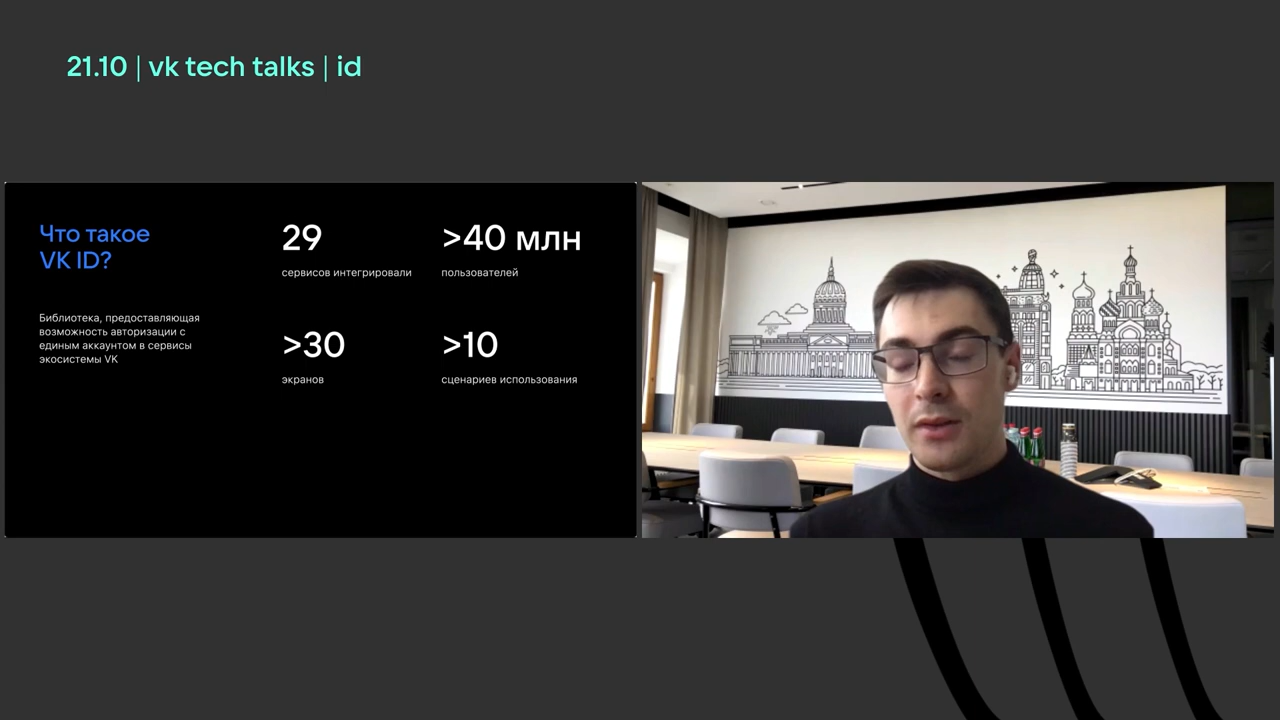 21.10 | vk tech talks | id
Что такое
VK ID?
Библиотека, предоставляющая
возможность авторизации с
единым аккаунтом в сервисы
экосистемы VK
29
сервисов интегрировали
>40 млн
пользователей
>30
экранов
>10
сценариев использования